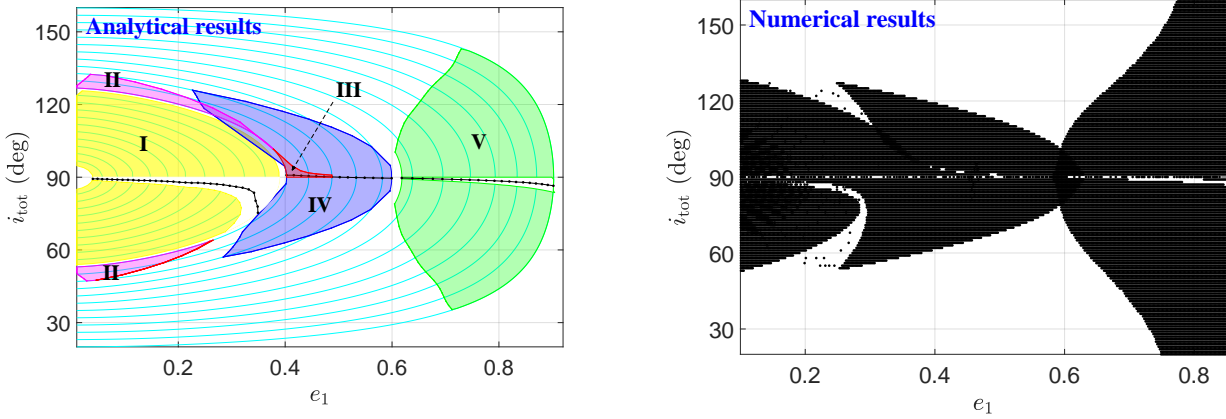 Analytical results
150
120
90
60
30
i_tot (deg)
II
III
I
V
IV
II
0.2
0.4
0.6
0.8
e_1
Numerical results
150
120
90
60
30
i_tot (deg)
0.2
0.4
0.6
0.8
e_1